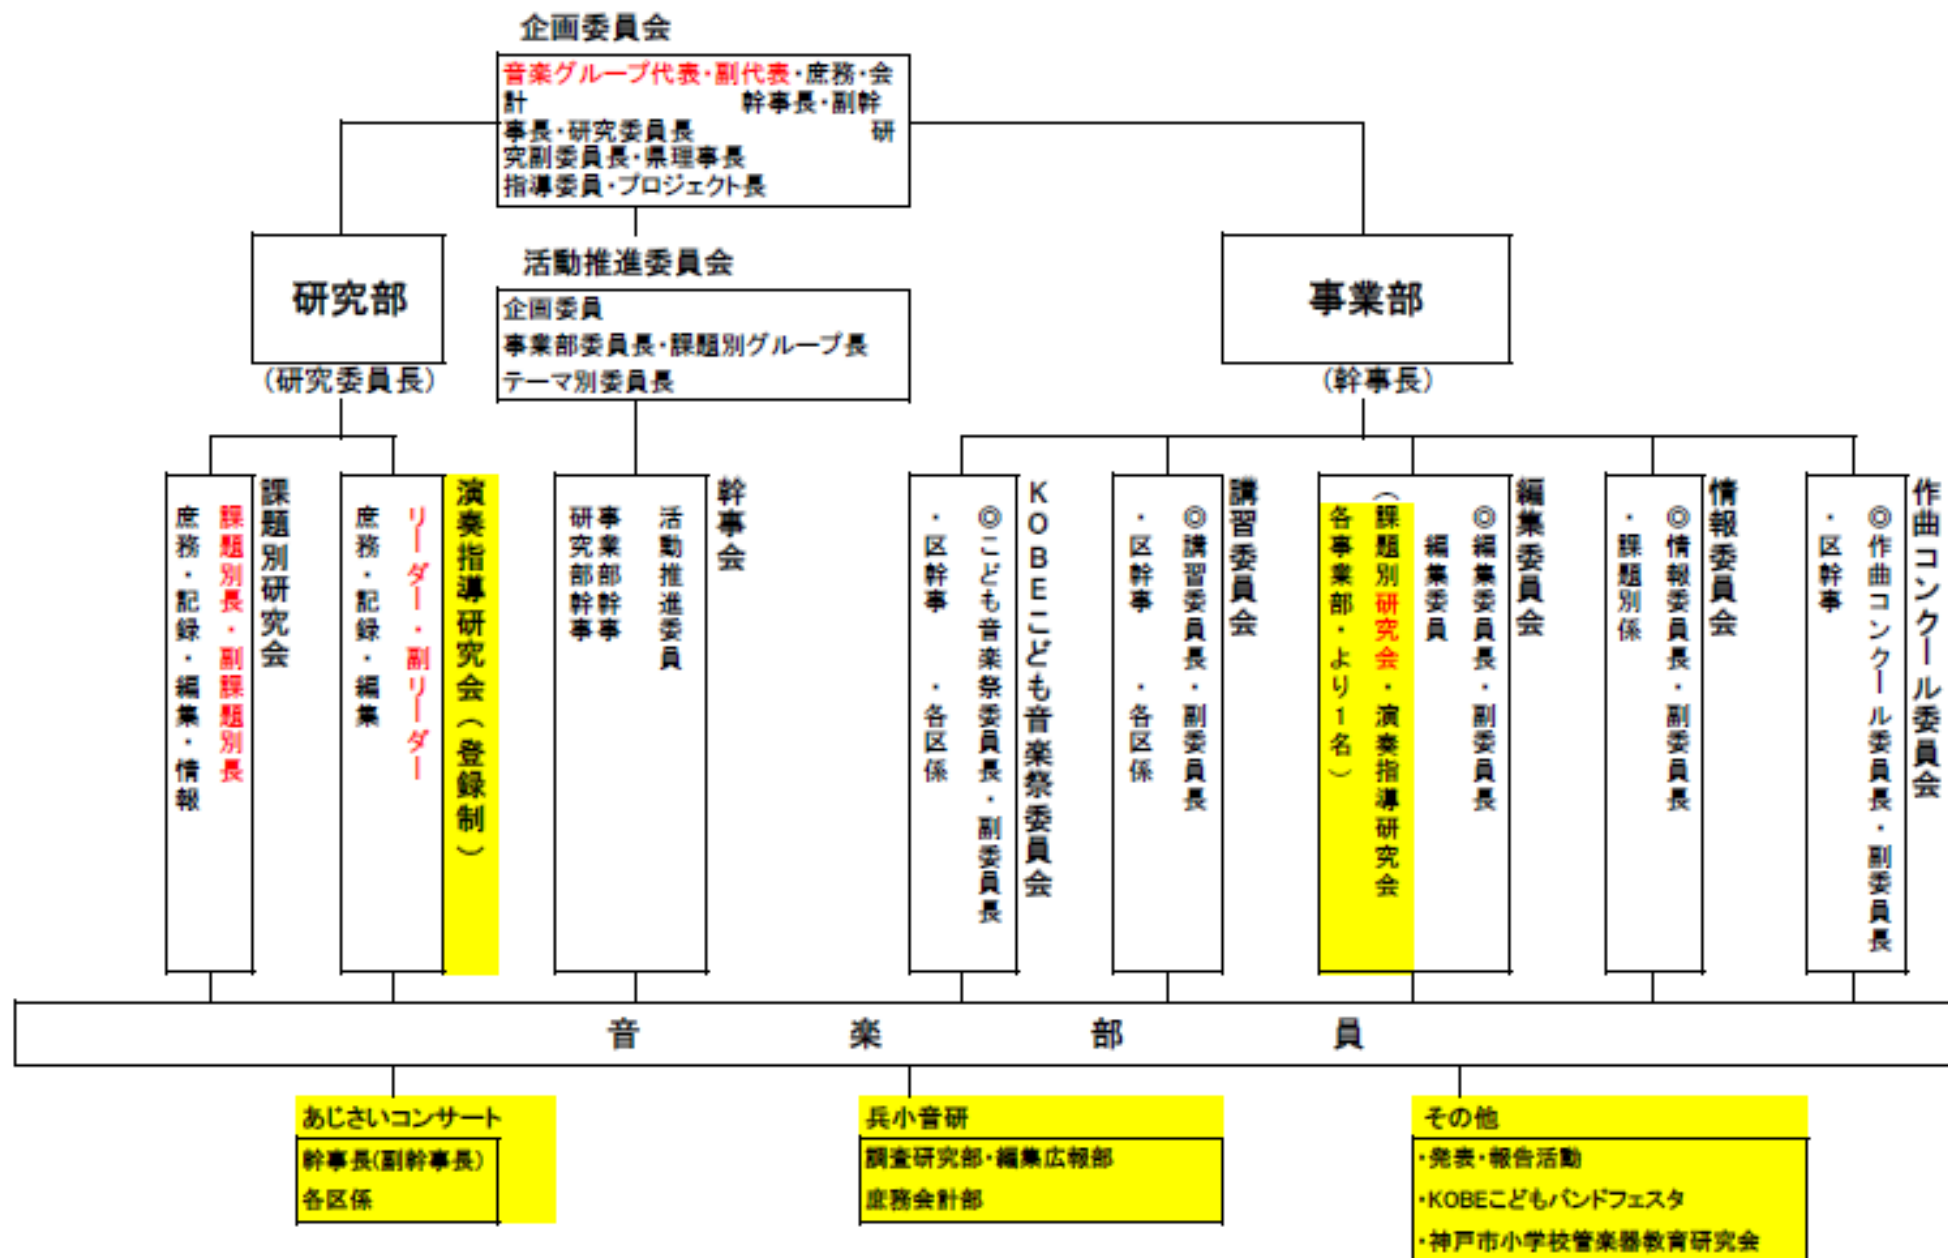 企画委員会
音楽グループ代表・副代表・庶務・会
計 幹事長・副幹
事長・研究委員長 研
究副委員長・県理事長
指導委員・プロジェクト長
研究部
(研究委員長)
活動推進委員会
企画委員
事業部委員長・課題別グループ長
テーマ別委員長
事業部
(幹事長)
課題別研究会
課題別長・副課題別長
庶務・記録・編集・情報
演奏指導研究会(登録制)
リーダー・副リーダー
庶務・記録・編集
幹事会
活動推進委員
事業部幹事
研究部幹事
KOBEこども音楽祭委員会
◎こども音楽祭委員長・副委員長
・区幹事 ・各区係
講習委員会
◎講習委員長・副委員長
・区幹事 ・各区係
編集委員会
◎編集委員長・副委員長
編集委員
(課題別研究会・演奏指導研究会
各事業部・より1名)
情報委員会
◎情報委員長・副委員長
・課題別係
作曲コンクール委員会
◎作曲コンクール委員長・副委員長
・区幹事
音楽部員
あじさいコンサート
幹事長(副幹事長)
各区係
兵小音研
調査研究部・編集広報部
庶務会計部
その他
・発表・報告活動
・KOBEこどもバンドフェスタ
・神戸市小学校管楽器教育研究会